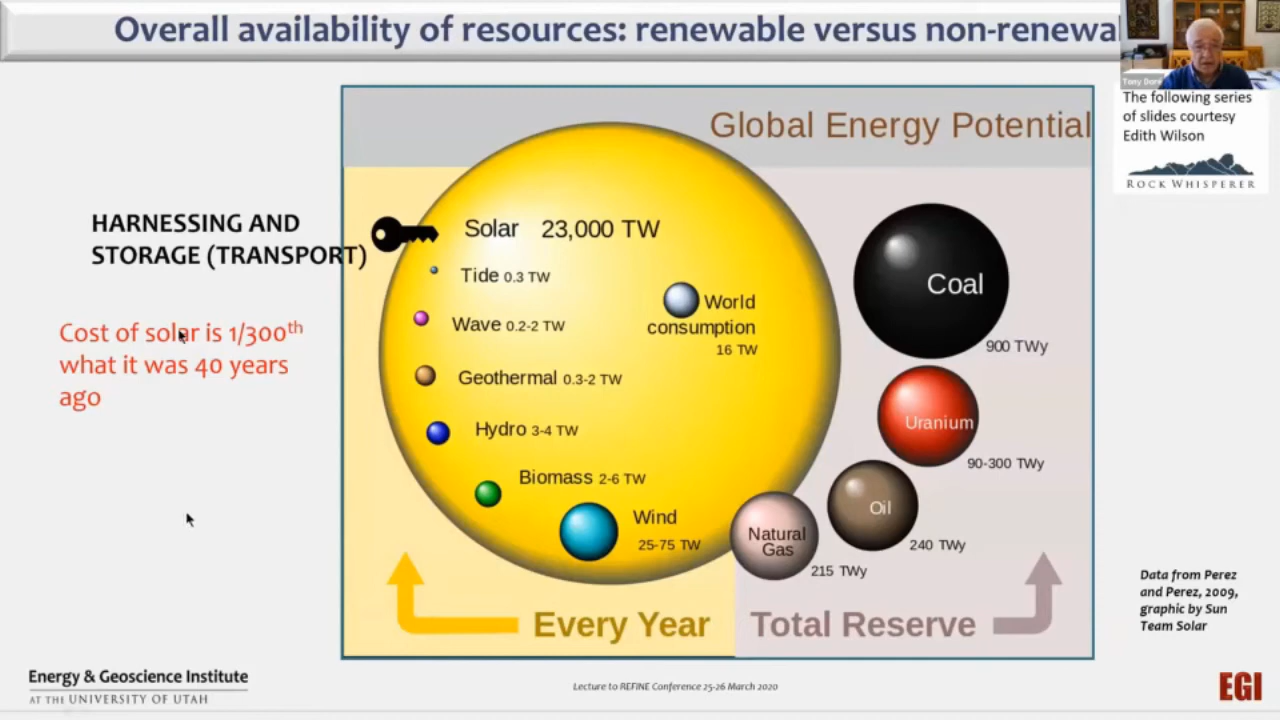 Overall availability of resources: renewable versus non-renewa
Tony Doré
The following series
of slides courtesy
Edith Wilson
ROCK WHISPERER
Global Energy Potential
HARNESSING AND
STORAGE (TRANSPORT)
Cost of solar is 1/300th
what it was 40 years
ago
Solar 23,000 TW
Tide 0.3 TW
Wave 0.2-2 TW
Geothermal 0.3-2 TW
Hydro 3-4 TW
Biomass 2-6 TW
Wind
25-75 TW
World
consumption
16 TW
Coal
900 TWy
Uranium
90-300 TWy
Oil
240 TWy
Natural
Gas
215 TWy
Every Year
Total Reserve
Data from Perez
and Perez, 2009,
graphic by Sun
Team Solar
Energy & Geoscience Institute
AT THE UNIVERSITY OF UTAH
Lecture to REFINE Conference 25-26 March 2020
EGI